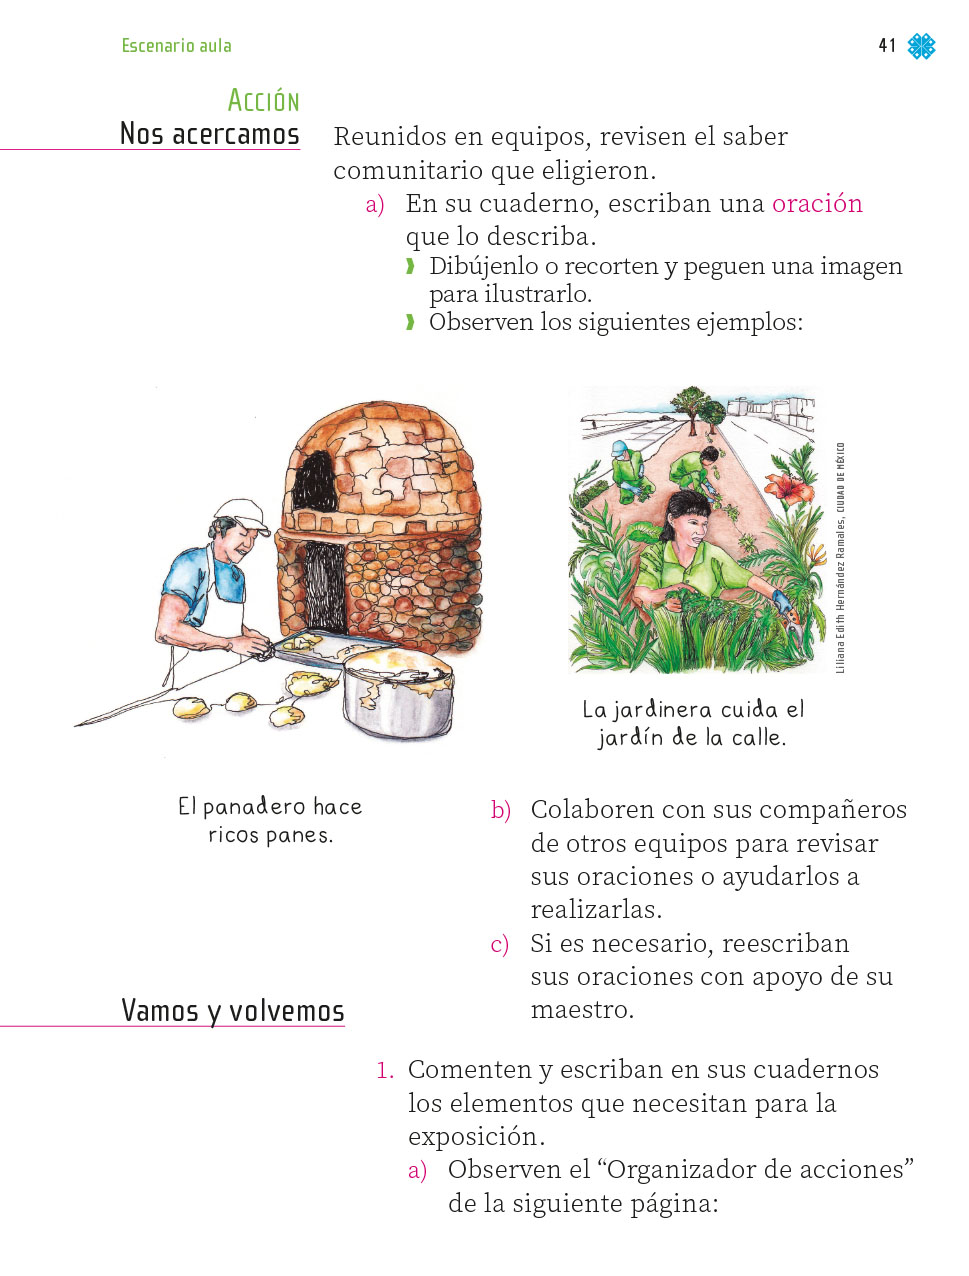 Escenario aula
41
Acción
Nos acercamos
Reunidos en equipos, revisen el saber
comunitario que eligieron.
a) En su cuaderno, escriban una oración
que lo describa.
Dibújenlo o recorten y peguen una imagen
para ilustrarlo.
Observen los siguientes ejemplos:
Liliana Edith Hernández Ramales, CIUDAD DE MÉXICO
La jardinera cuida el
jardín de la calle.
El panadero hace
ricos panes.
b) Colaboren con sus compañeros
de otros equipos para revisar
sus oraciones o ayudarlos a
realizarlas.
c) Si es necesario, reescriban
sus oraciones con apoyo de su
maestro.
Vamos y volvemos
1. Comenten y escriban en sus cuadernos
los elementos que necesitan para la
exposición.
a) Observen el “Organizador de acciones”
de la siguiente página: